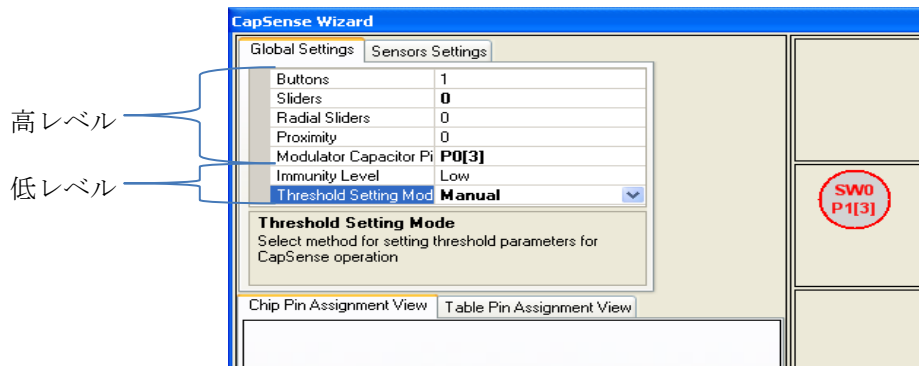 CapSense Wizard
Global Settings Sensors Settings
Buttons 1
Sliders 0
Radial Sliders 0
Proximity 0
Modulator Capacitor Pi P0[3]
Immunity Level Low
Threshold Setting Mod Manual
高レベル
低レベル
Threshold Setting Mode
Select method for setting threshold parameters for
CapSense operation
Chip Pin Assignment View Table Pin Assignment View
SW0
P1[3]